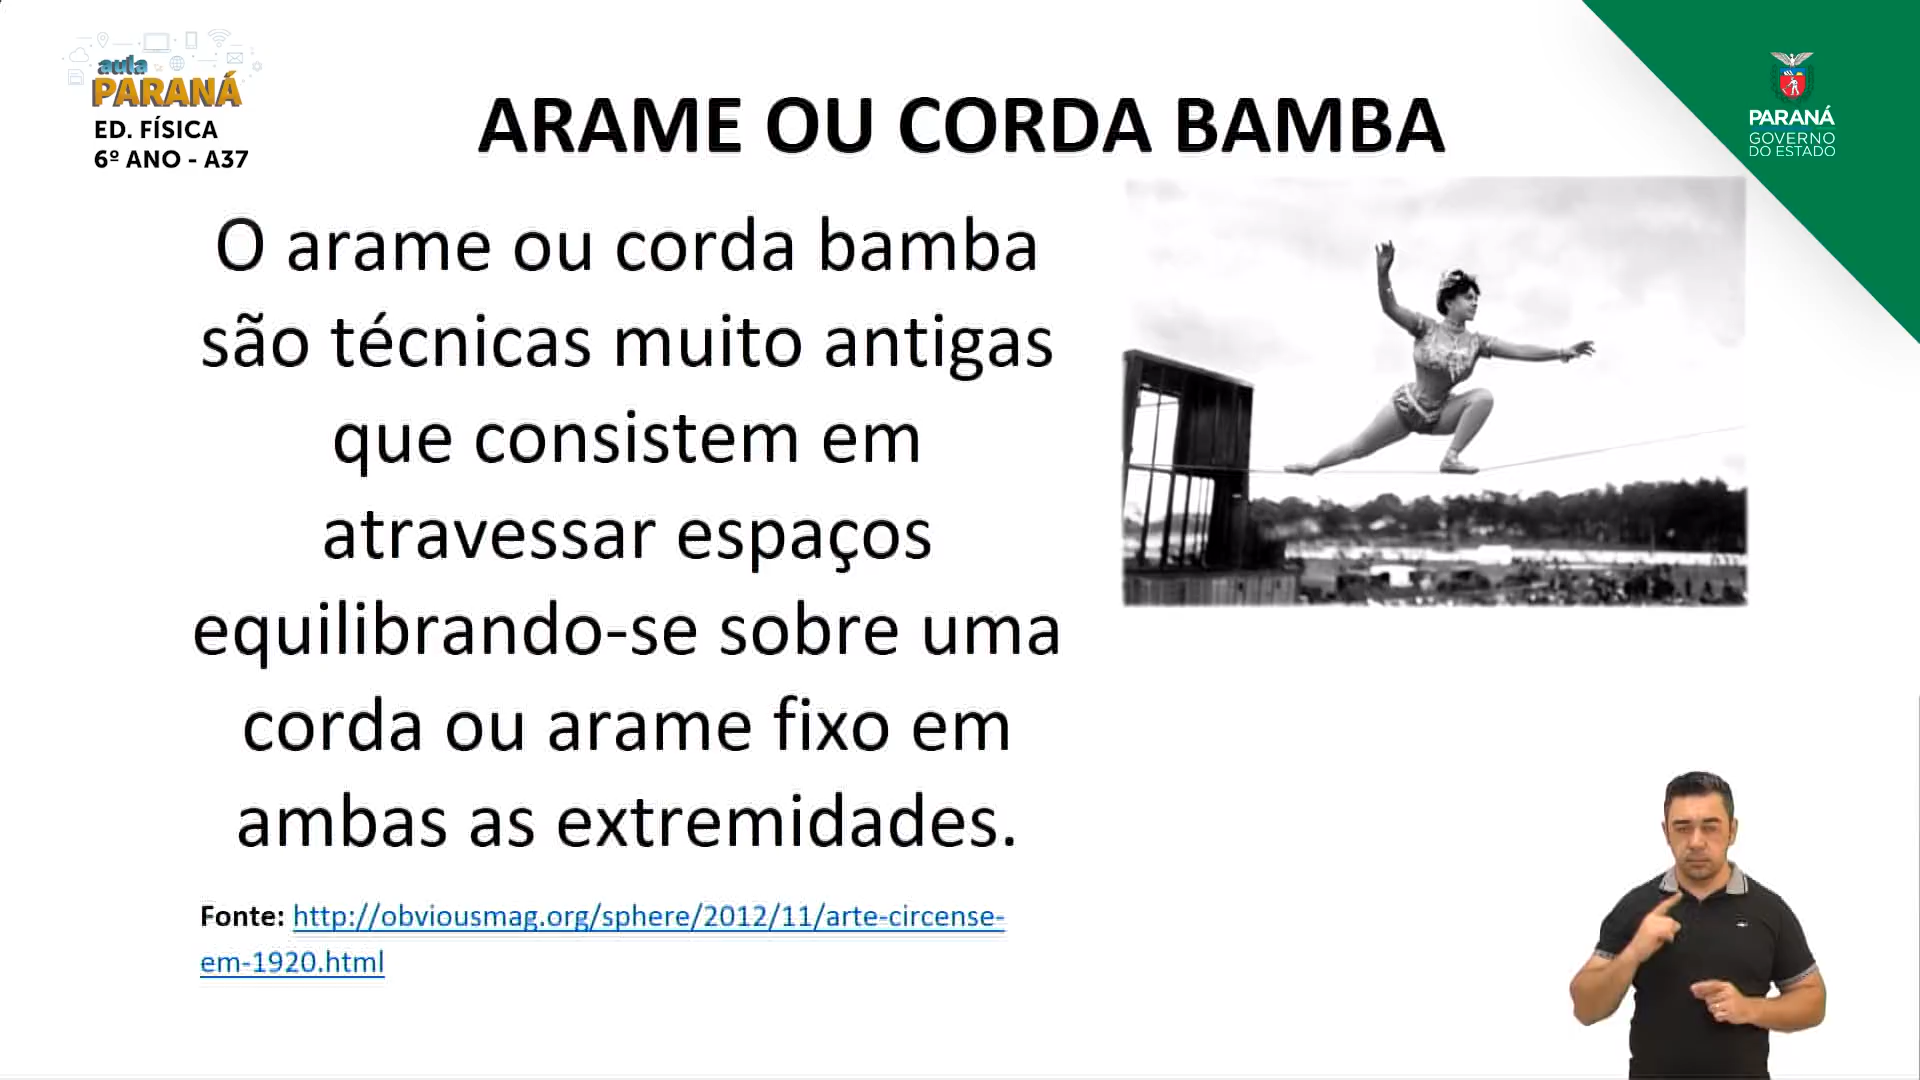 aula
PARANÁ
ED. FÍSICA
6º ANO - A37
ARAME OU CORDA BAMBA
PARANÁ
GOVERNO
DO ESTADO
O arame ou corda bamba
são técnicas muito antigas
que consistem em
atravessar espaços
equilibrando-se sobre uma
corda ou arame fixo em
ambas as extremidades.
Fonte: http://obviousmag.org/sphere/2012/11/arte-circense-
em-1920.html